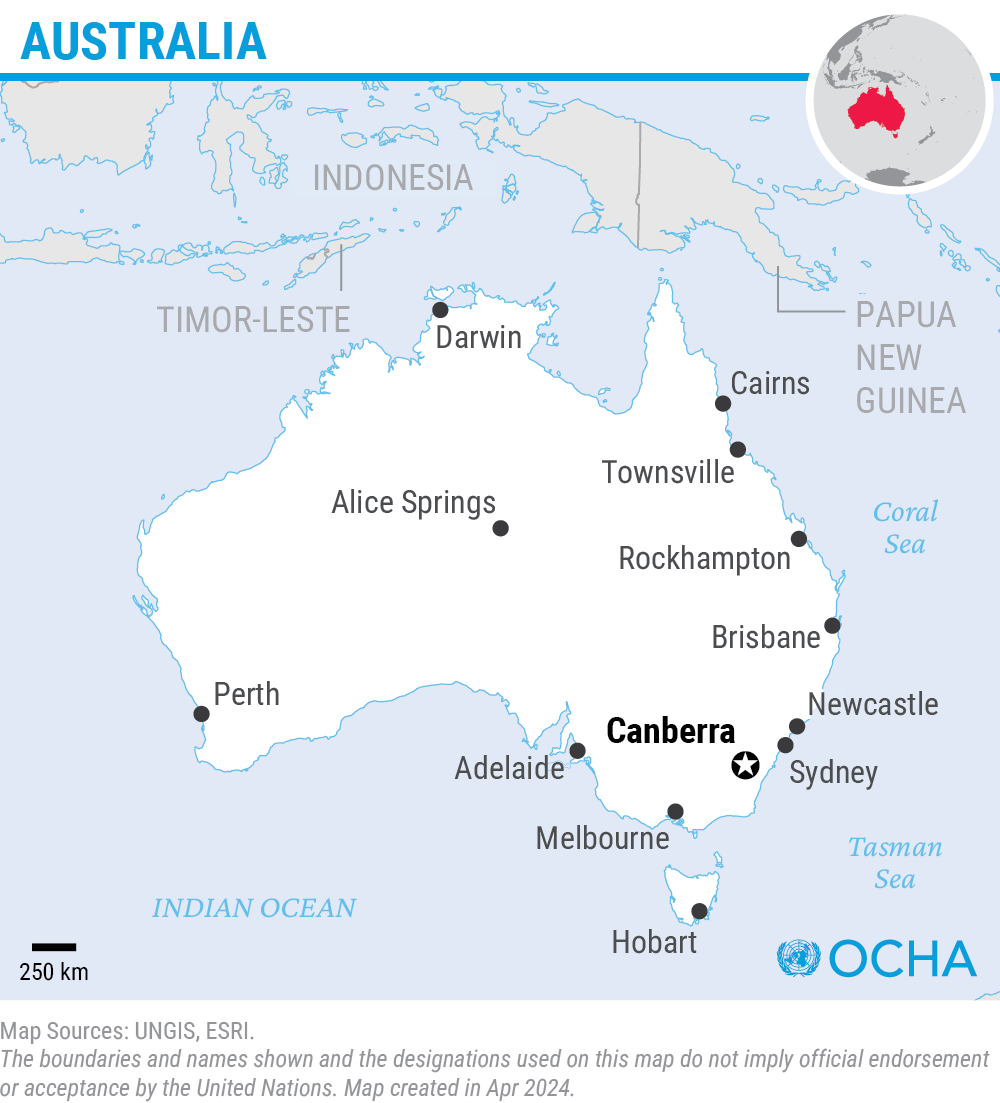 AUSTRALIA
INDONESIA
TIMOR-LESTE
PAPUA
NEW
GUINEA
Darwin
Cairns
Townsville
Alice Springs
Coral
Sea
Rockhampton
Brisbane
Perth
Newcastle
Canberra
Adelaide
Sydney
Melbourne
Tasman
Sea
INDIAN OCEAN
Hobart
250 km
OCHA
Map Sources: UNGIS, ESRI.
The boundaries and names shown and the designations used on this map do not imply official endorsement
or acceptance by the United Nations. Map created in Apr 2024.